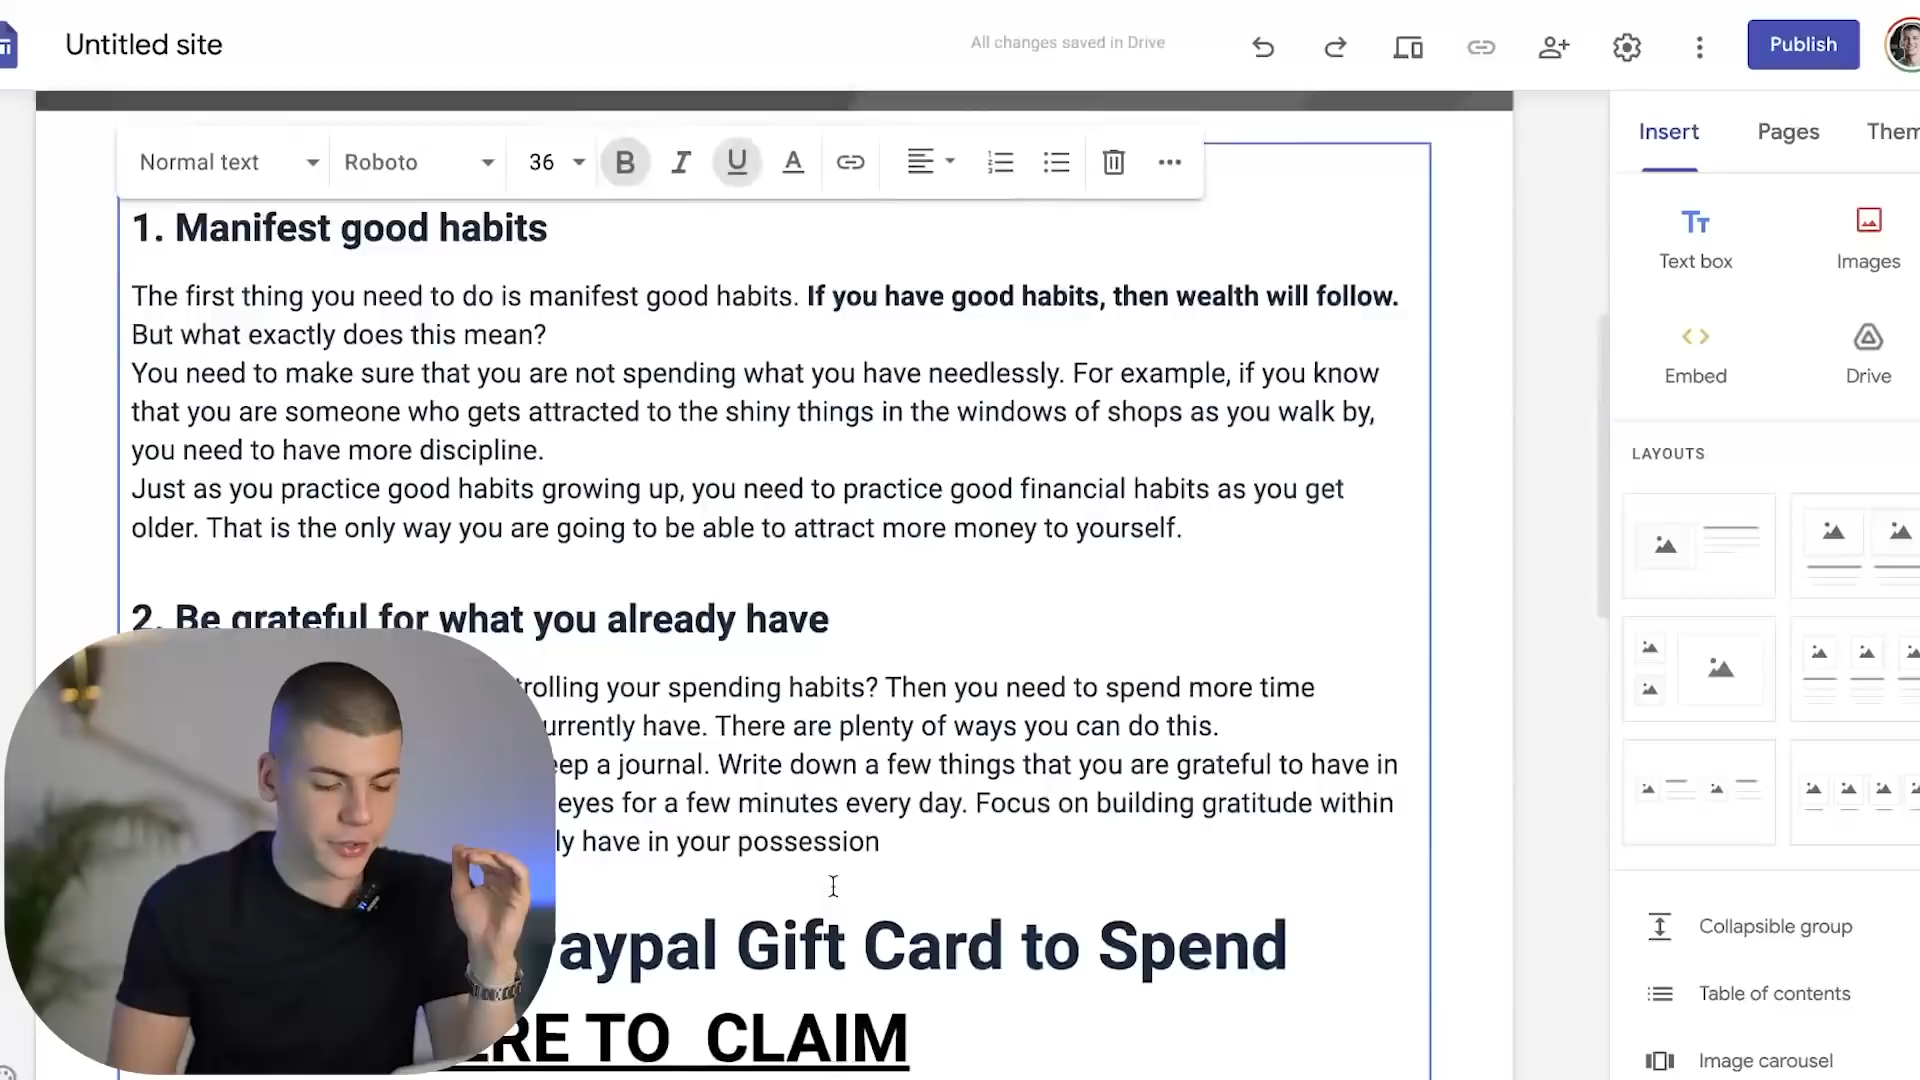 Untitled site
All changes saved in Drive
Publish
Normal text
Roboto
36
B I U A
Insert
Pages
Them
1. Manifest good habits
The first thing you need to do is manifest good habits. If you have good habits, then wealth will follow.
But what exactly does this mean?
You need to make sure that you are not spending what you have needlessly. For example, if you know
that you are someone who gets attracted to the shiny things in the windows of shops as you walk by,
you need to have more discipline.
Just as you practice good habits growing up, you need to practice good financial habits as you get
older. That is the only way you are going to be able to attract more money to yourself.
2. Be grateful for what you already have
trolling your spending habits? Then you need to spend more time
urrently have. There are plenty of ways you can do this.
eep a journal. Write down a few things that you are grateful to have in
eyes for a few minutes every day. Focus on building gratitude within
ly have in your possession
aypal Gift Card to Spend
ERE TO CLAIM
Text box
Images
Embed
Drive
LAYOUTS
Collapsible group
Table of contents
Image carousel